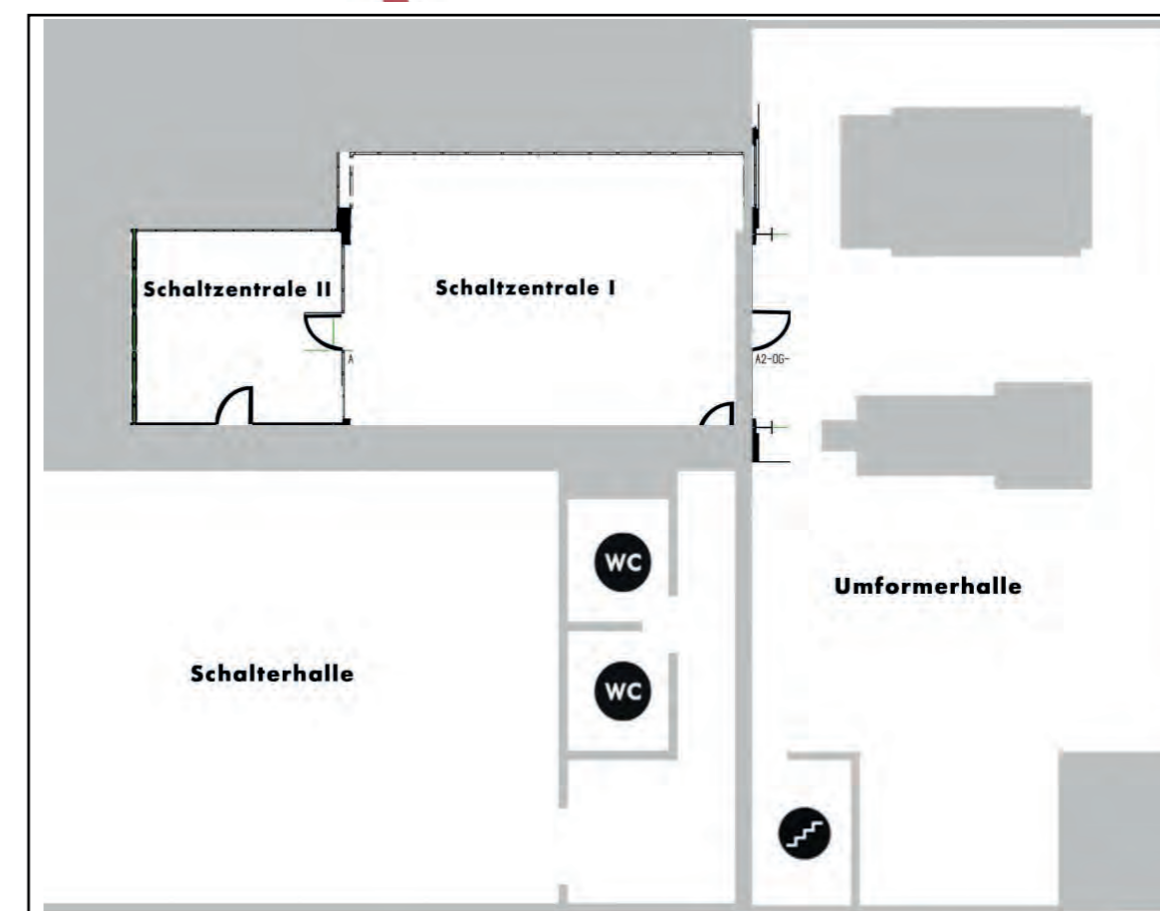 Schaltzentrale II
Schaltzentrale I
A
A2-OG-
WC
Umformerhalle
Schalterhalle
WC